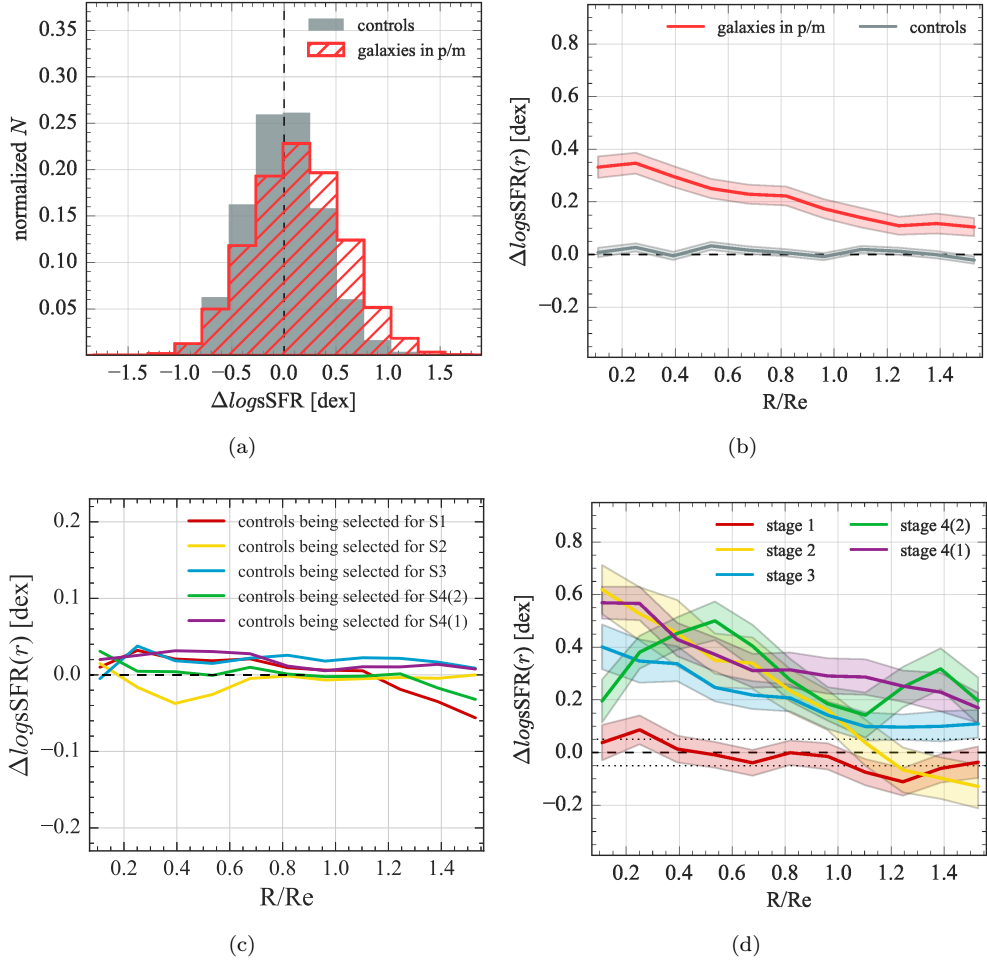 0.35
0.30
0.25
0.20
0.15
0.10
0.05
normalized N
controls
galaxies in p/m
−1.5 −1.0 −0.5 0.0 0.5 1.0 1.5
ΔlogsSFR [dex]
(a)
0.8
0.6
0.4
0.2
0.0
−0.2
ΔlogsSFR(r) [dex]
galaxies in p/m controls
0.2 0.4 0.6 0.8 1.0 1.2 1.4
R/Re
(b)
0.2
0.1
0.0
−0.1
−0.2
ΔlogsSFR(r) [dex]
controls being selected for S1
controls being selected for S2
controls being selected for S3
controls being selected for S4(2)
controls being selected for S4(1)
0.2 0.4 0.6 0.8 1.0 1.2 1.4
R/Re
(c)
0.8
0.6
0.4
0.2
0.0
−0.2
ΔlogsSFR(r) [dex]
stage 1 stage 4(2)
stage 2 stage 4(1)
stage 3
0.2 0.4 0.6 0.8 1.0 1.2 1.4
R/Re
(d)